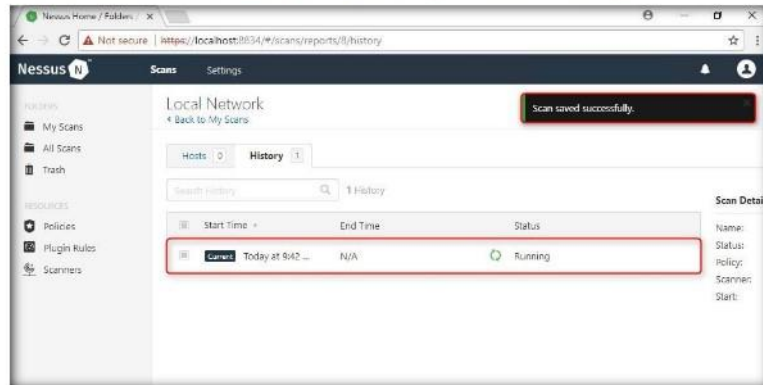 Nessus Home / Folders / X
Not secure | https://localhost:8834/#/scans/reports/8/history
Nessus N
Scans Settings
FOLDERS
My Scans
All Scans
Trash
RESOURCES
Policies
Plugin Rules
Scanners
Local Network
Back to My Scans
Scan saved successfully.
Hosts 0 History 1
Search History 1 History
Start Time End Time Status
Current Today at 9:42 ... N/A Running
Scan Detai
Name:
Status:
Policy:
Scanner:
Start: